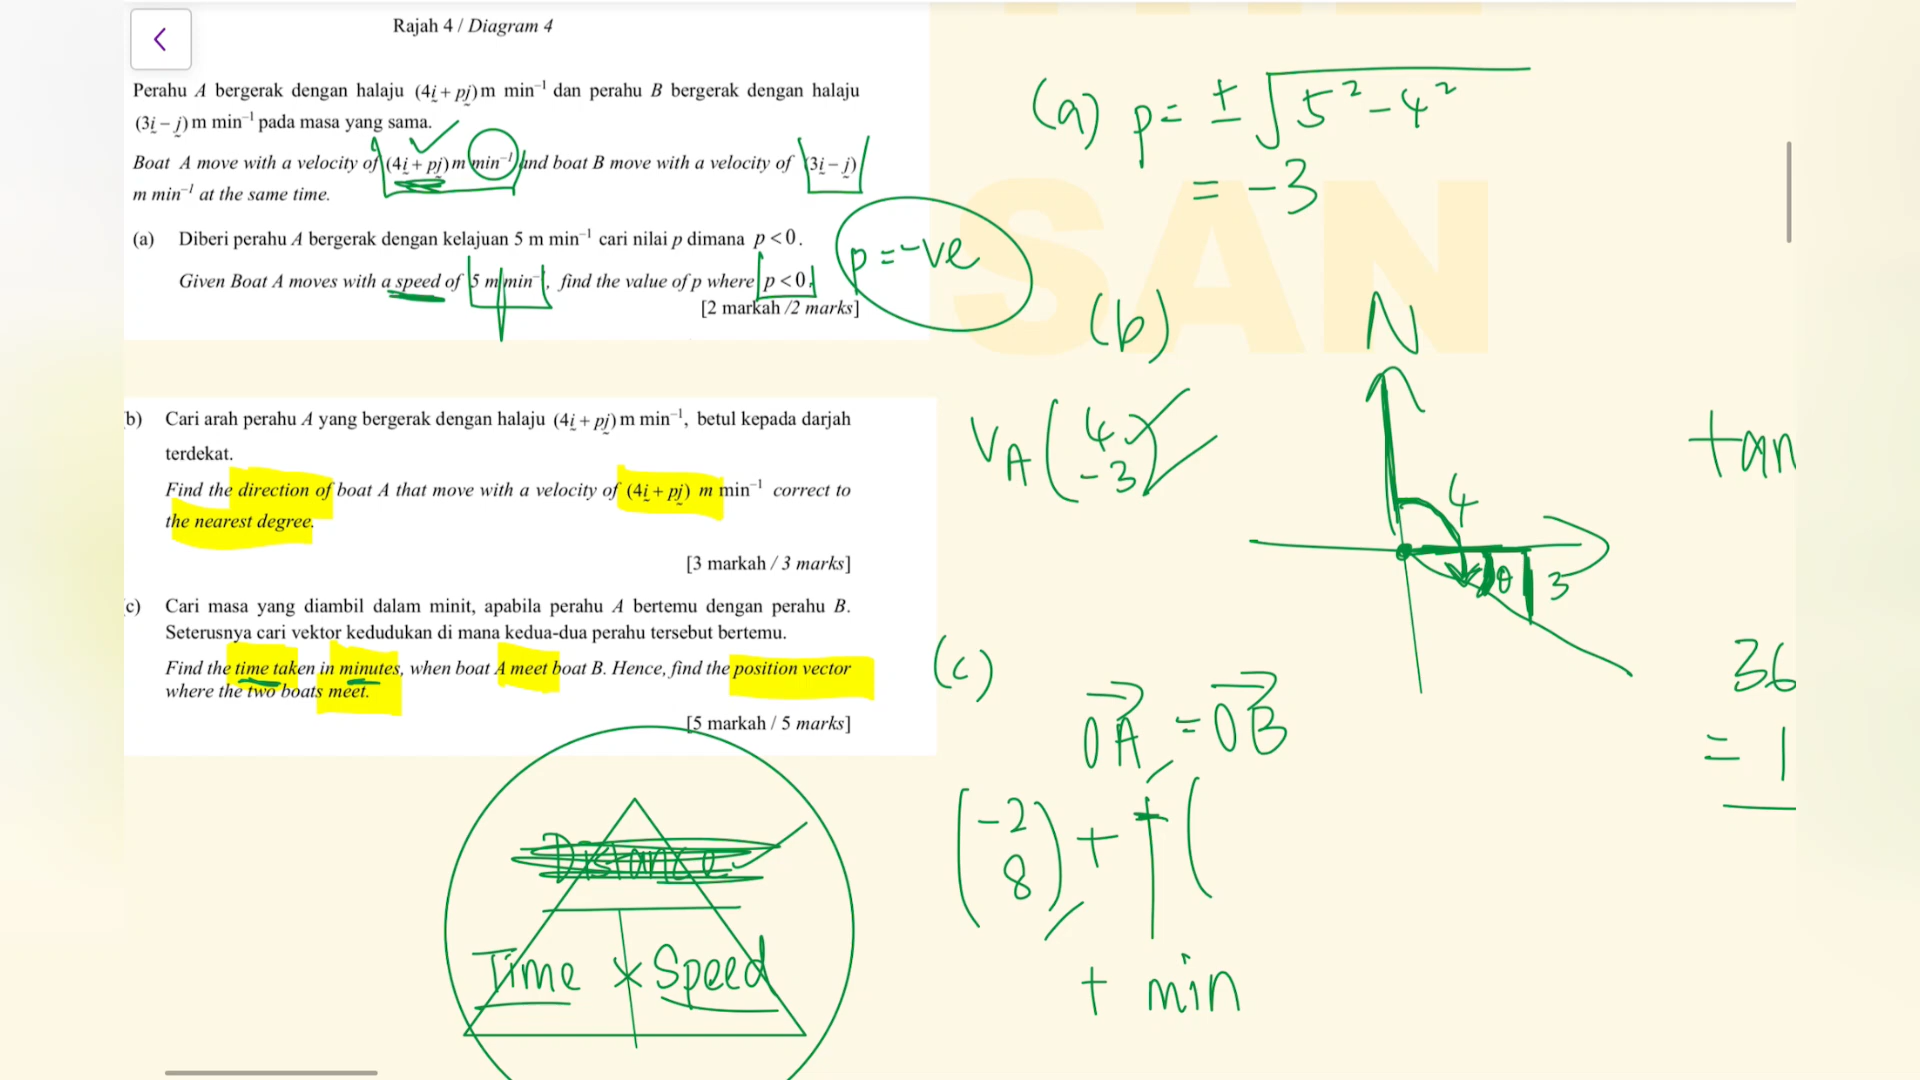 Rajah 4 / Diagram 4
Perahu A bergerak dengan halaju (4i + pj) m min⁻¹ dan perahu B bergerak dengan halaju
(3i – j) m min⁻¹ pada masa yang sama.
Boat A move with a velocity of (4i + pj) m min⁻¹ and boat B move with a velocity of (3i – j)
m min⁻¹ at the same time.
(a) Diberi perahu A bergerak dengan kelajuan 5 m min⁻¹ cari nilai p dimana p < 0.
Given Boat A moves with a speed of 5 m min⁻¹, find the value of p where p < 0.
[2 markah /2 marks]
p = -ve
b) Cari arah perahu A yang bergerak dengan halaju (4i + pj) m min⁻¹, betul kepada darjah
terdekat.
Find the direction of boat A that move with a velocity of (4i + pj) m min⁻¹ correct to
the nearest degree.
[3 markah / 3 marks]
c) Cari masa yang diambil dalam minit, apabila perahu A bertemu dengan perahu B.
Seterusnya cari vektor kedudukan di mana kedua-dua perahu tersebut bertemu.
Find the time taken in minutes, when boat A meet boat B. Hence, find the position vector
where the two boats meet.
[5 markah / 5 marks]
Distance
Time * Speed
SAN
(a) p = ± √5² - 4²
= -3
(b)
N
V A (4
-3)
4
θ 3
tan
36
= 1
(c)
OA = OB
(-2
8) + t (
t min